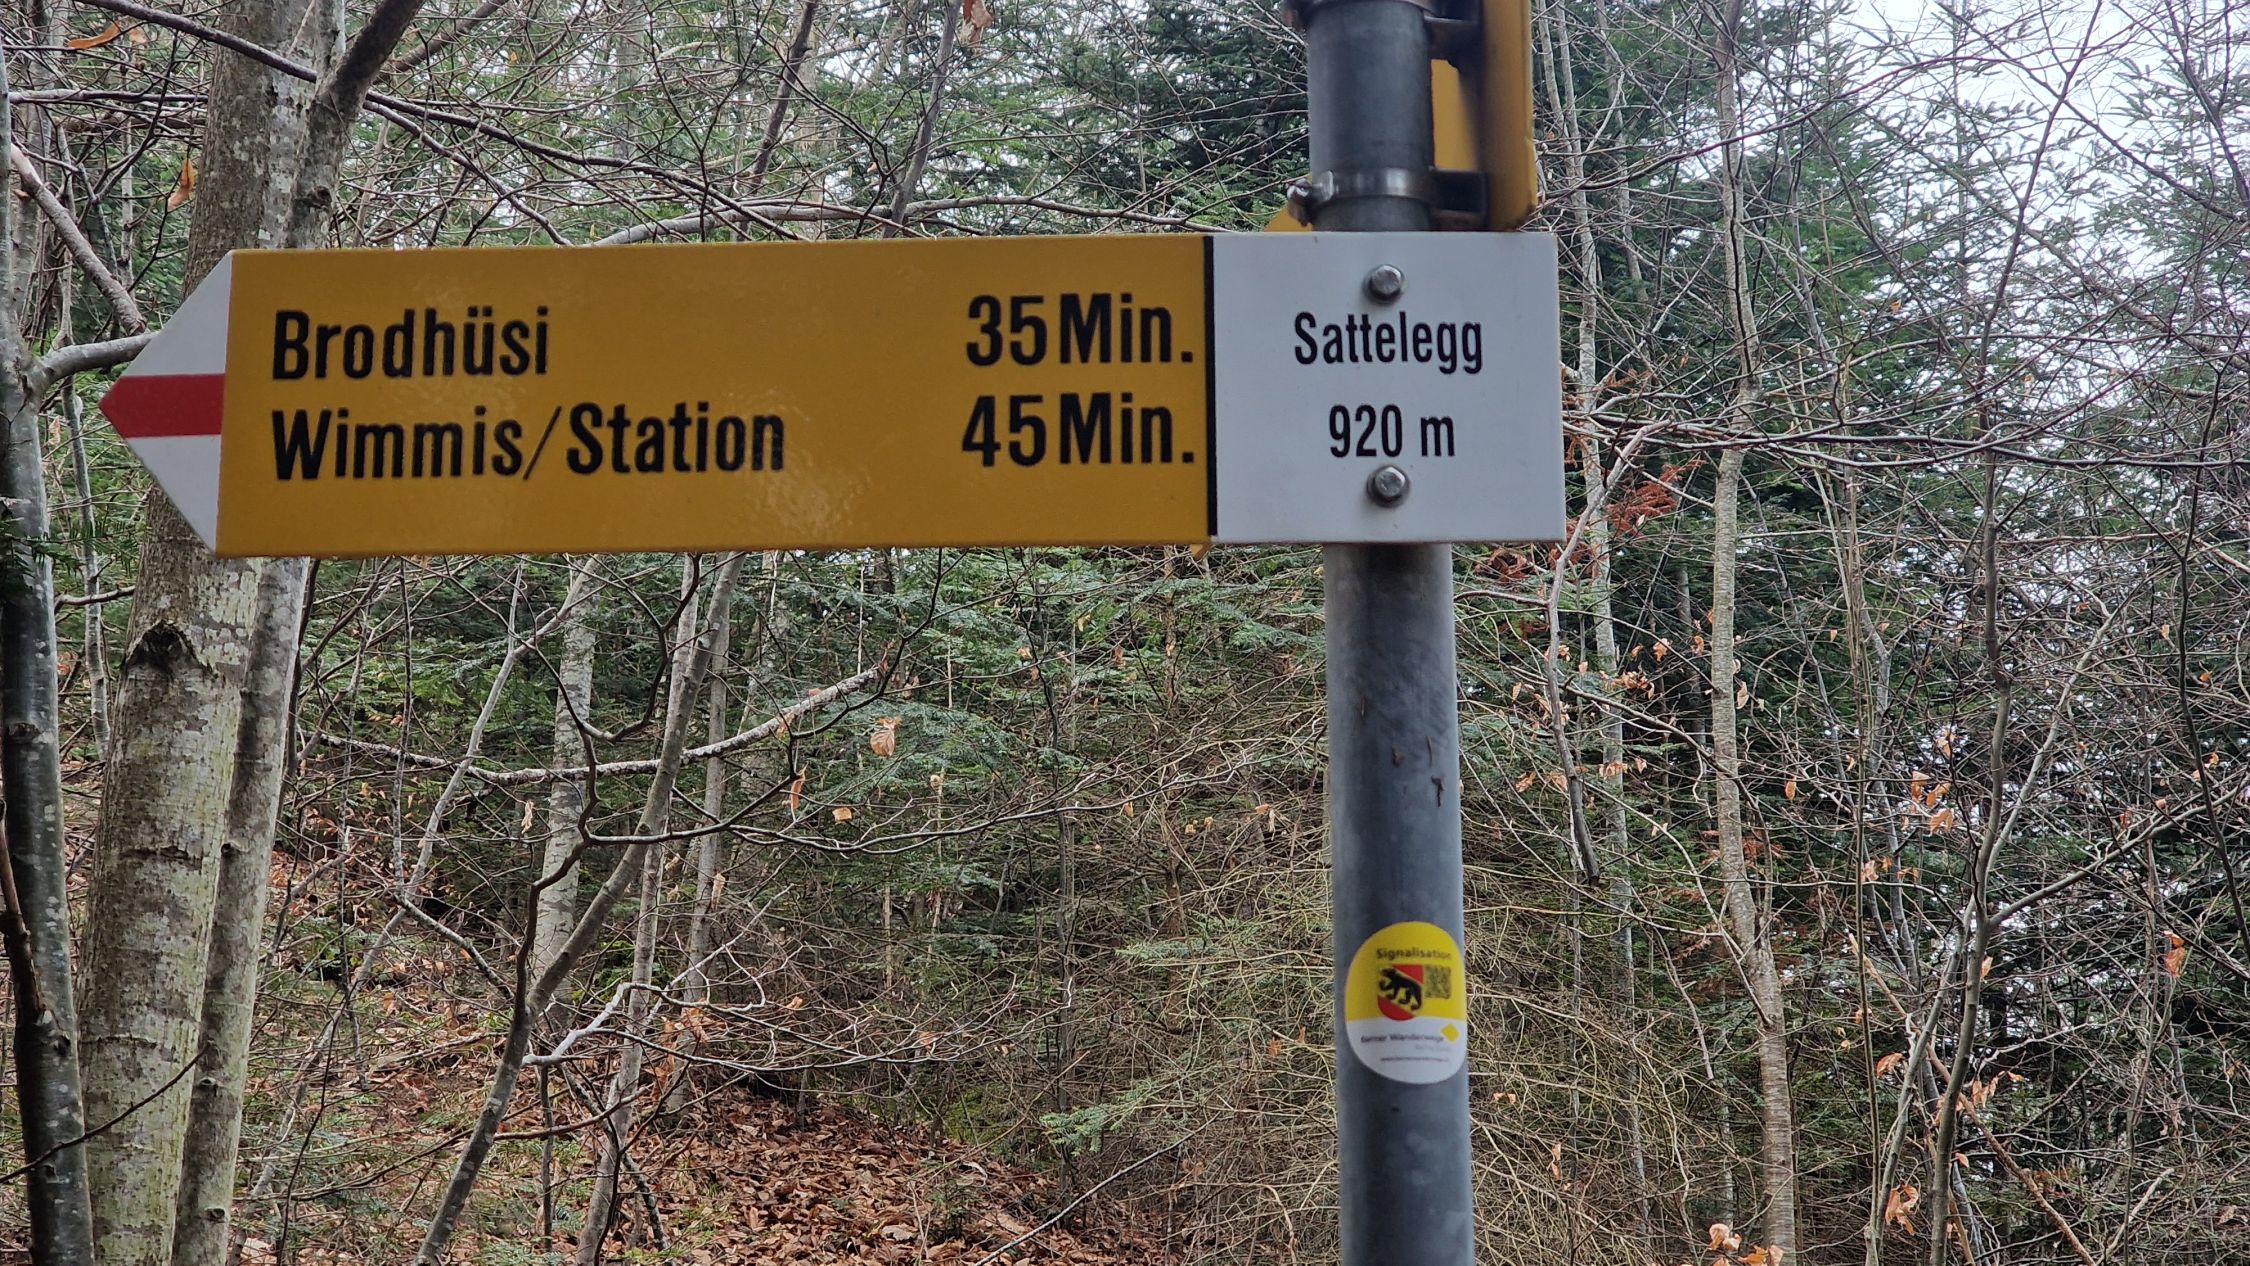 Brodhüsi 35 Min.
Wimmis/Station 45 Min.
Sattelegg
920 m
Signalisation
Berner Wanderwege